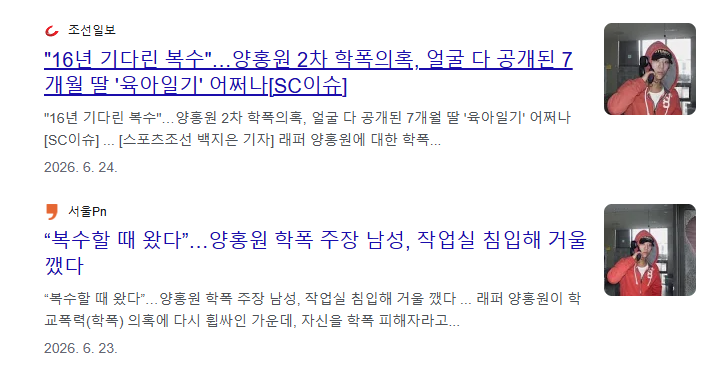 조선일보
"16년 기다린 복수"…양홍원 2차 학폭의혹, 얼굴 다 공개된 7
개월 딸 '육아일기' 어쩌나[SC이슈]
"16년 기다린 복수"…양홍원 2차 학폭의혹, 얼굴 다 공개된 7개월 딸 '육아일기' 어쩌나
[SC이슈] ... [스포츠조선 백지은 기자] 래퍼 양홍원에 대한 학폭...
2026. 6. 24.
서울Pn
“복수할 때 왔다”…양홍원 학폭 주장 남성, 작업실 침입해 거울
깼다
“복수할 때 왔다”…양홍원 학폭 주장 남성, 작업실 침입해 거울 깼다 ... 래퍼 양홍원이 학
교폭력(학폭) 의혹에 다시 휩싸인 가운데, 자신을 학폭 피해자라고...
2026. 6. 23.